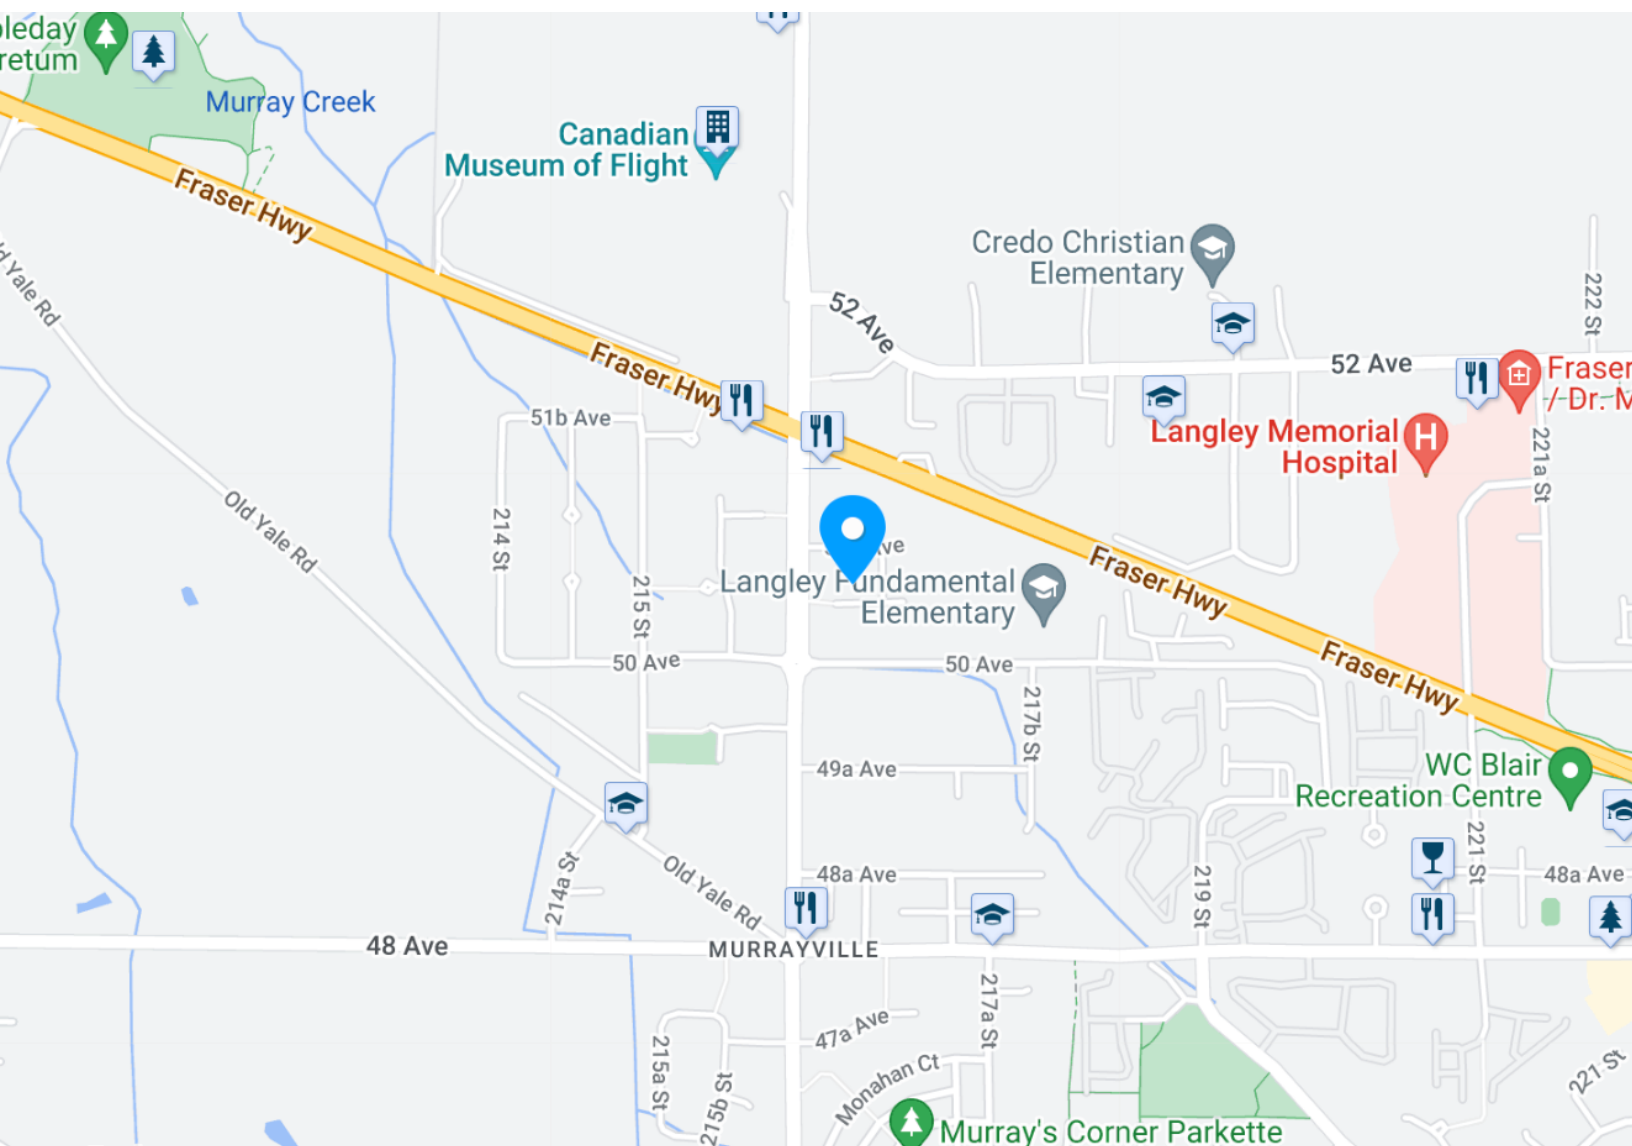 pleday
retum
Murray Creek
Canadian
Museum of Flight
Fraser Hwy
Credo Christian
Elementary
222 St
ld Yale Rd
52 Ave
Fraser Hwy
52 Ave
Fraser
/ Dr. M
51b Ave
Langley Memorial
Hospital
221a St
Old Yale Rd
214 St
Fraser Hwy
Langley Fundamental
Elementary
215 St
50 Ave
50 Ave
Fraser Hwy
217b St
49a Ave
WC Blair
Recreation Centre
221 St
48a Ave
48a Ave
214a St
Old Yale Rd
219 St
48 Ave
MURRAYVILLE
217a St
47a Ave
215a St
215b St
Monahan Ct
221 St
Murray's Corner Parkette